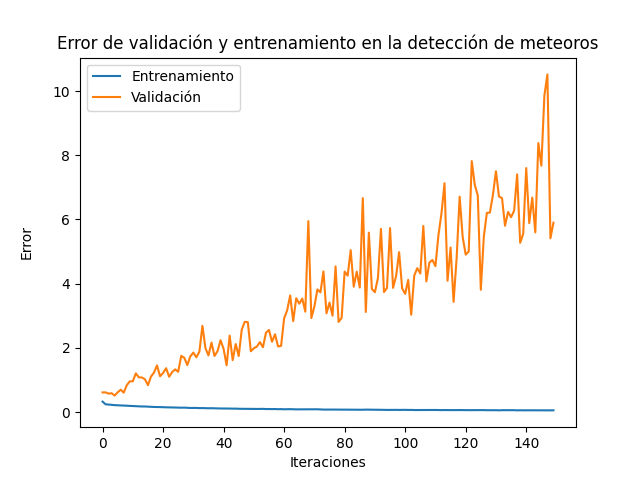 Error de validación y entrenamiento en la detección de meteoros
Entrenamiento
Validación
10
8
6
4
2
0
Error
0 20 40 60 80 100 120 140
Iteraciones